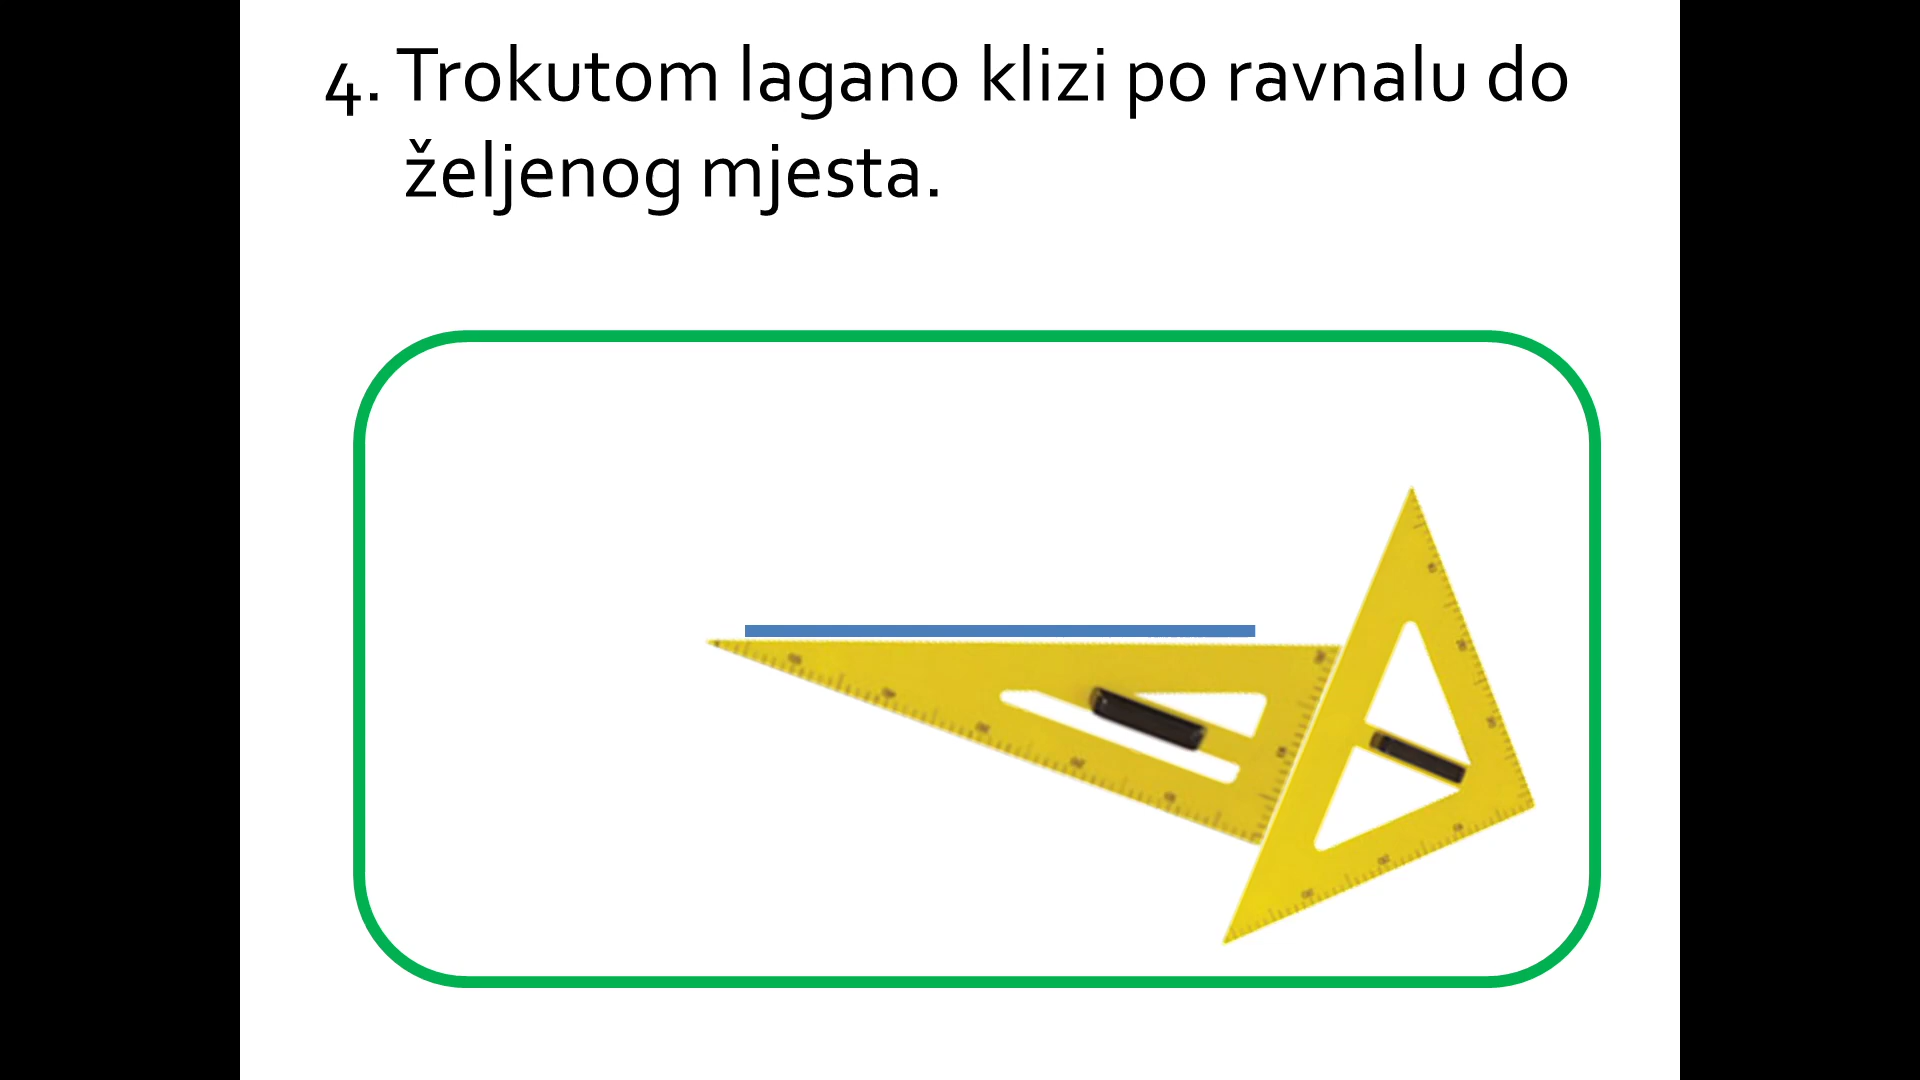 4. Trokutom lagano klizi po ravnalu do
željenog mjesta.